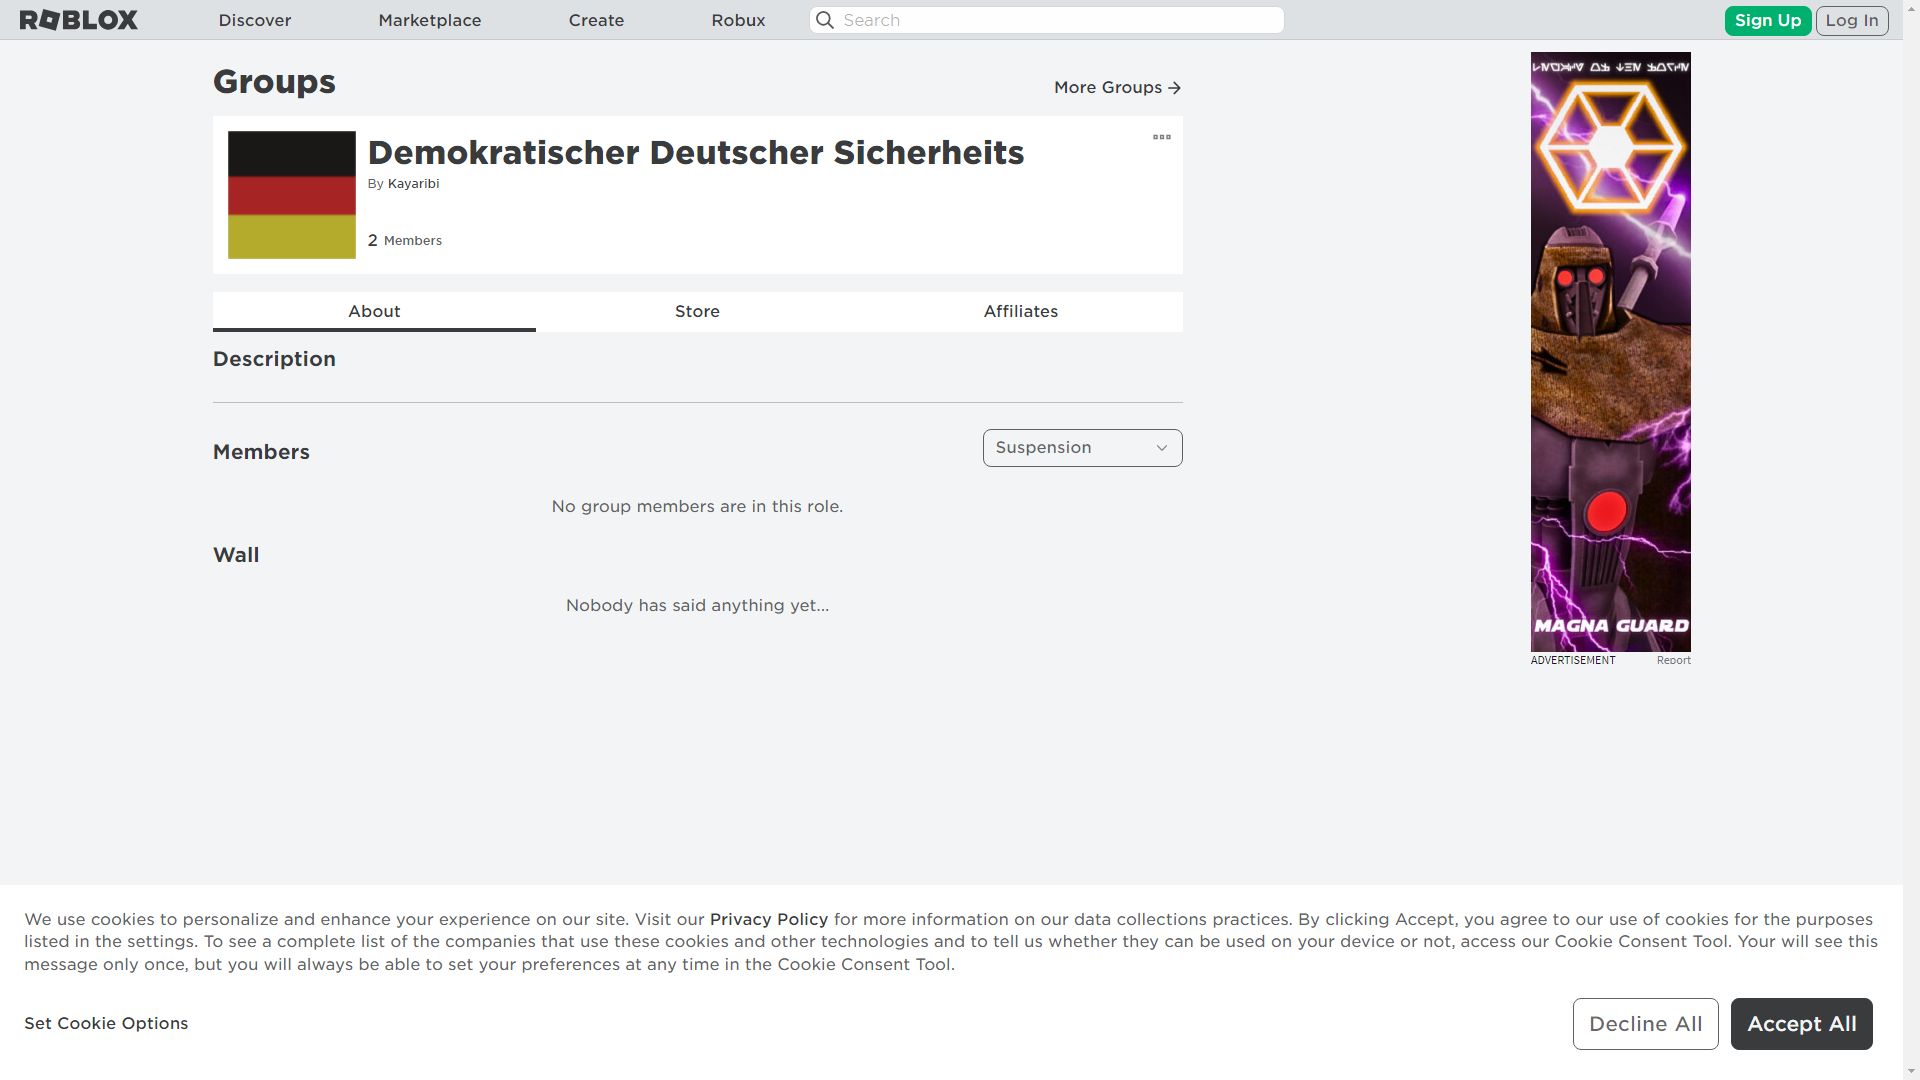 ROBLOX
Discover
Marketplace
Create
Robux
Search
Sign Up
Log In
Groups
More Groups
Demokratischer Deutscher Sicherheits
By Kayaribi
2 Members
About
Store
Affiliates
Description
Members
Suspension
No group members are in this role.
Wall
Nobody has said anything yet...
MAGNA GUARD
ADVERTISEMENT
Report
We use cookies to personalize and enhance your experience on our site. Visit our Privacy Policy for more information on our data collections practices. By clicking Accept, you agree to our use of cookies for the purposes
listed in the settings. To see a complete list of the companies that use these cookies and other technologies and to tell us whether they can be used on your device or not, access our Cookie Consent Tool. Your will see this
message only once, but you will always be able to set your preferences at any time in the Cookie Consent Tool.
Set Cookie Options
Decline All
Accept All